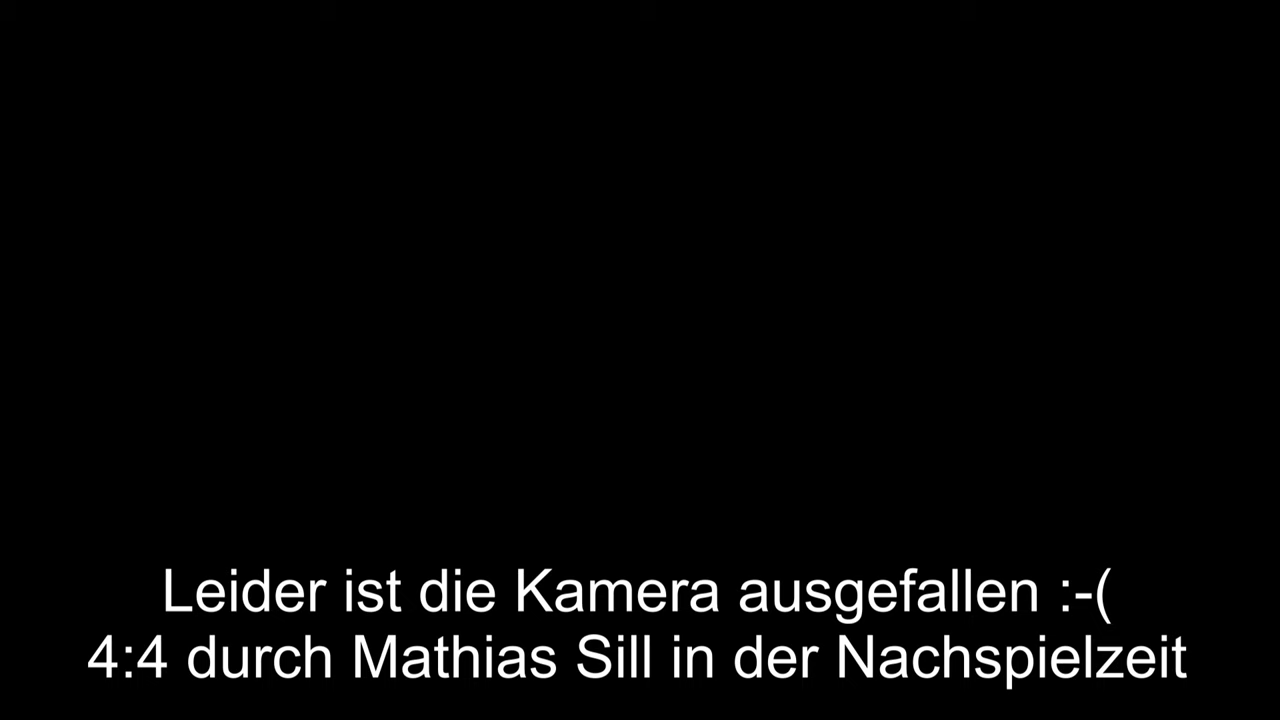 Leider ist die Kamera ausgefallen :-(
4:4 durch Mathias Sill in der Nachspielzeit